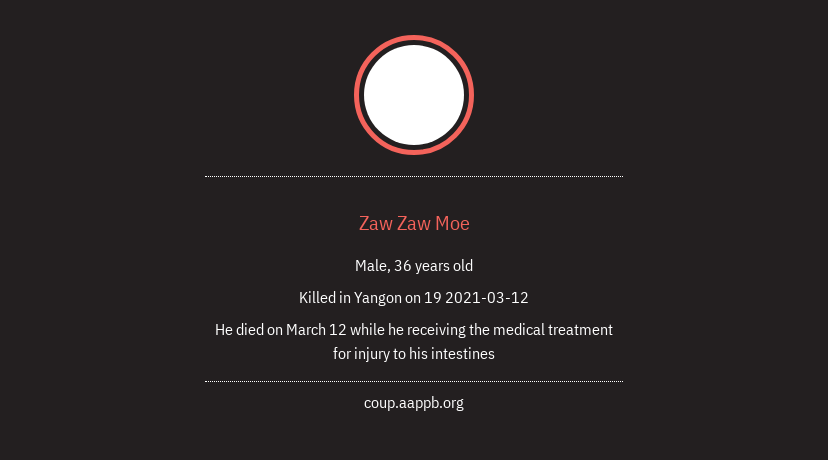 Zaw Zaw Moe
Male, 36 years old
Killed in Yangon on 19 2021-03-12
He died on March 12 while he receiving the medical treatment
for injury to his intestines
coup.aappb.org